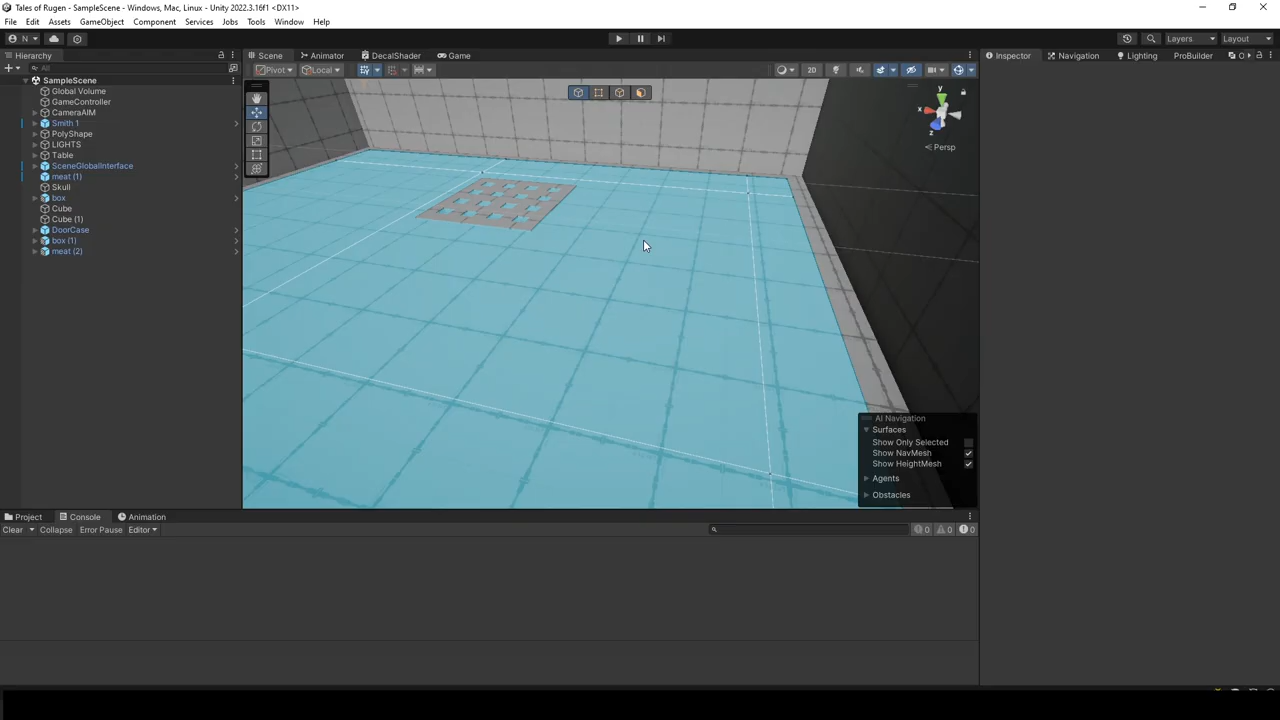 Tales of Rugen - SampleScene - Windows, Mac, Linux - Unity 2022.3.16f1 <DX11>
File Edit Assets GameObject Component Services Jobs Tools Window Help
N Layers Layout
Hierarchy Scene Animator DecalShader Game Inspector Navigation Lighting ProBuilder O
All Pivot Local 2D
SampleScene
Global Volume
GameController
CameraAIM
Smith 1
PolyShape
LIGHTS
Table
SceneGlobalInterface
meat (1)
Skull
box
Cube
Cube (1)
DoorCase
box (1)
meat (2)
y
x
z
Persp
AI Navigation
Surfaces
Show Only Selected
Show NavMesh
Show HeightMesh
Agents
Obstacles
Project Console Animation
Clear Collapse Error Pause Editor 0 0 0